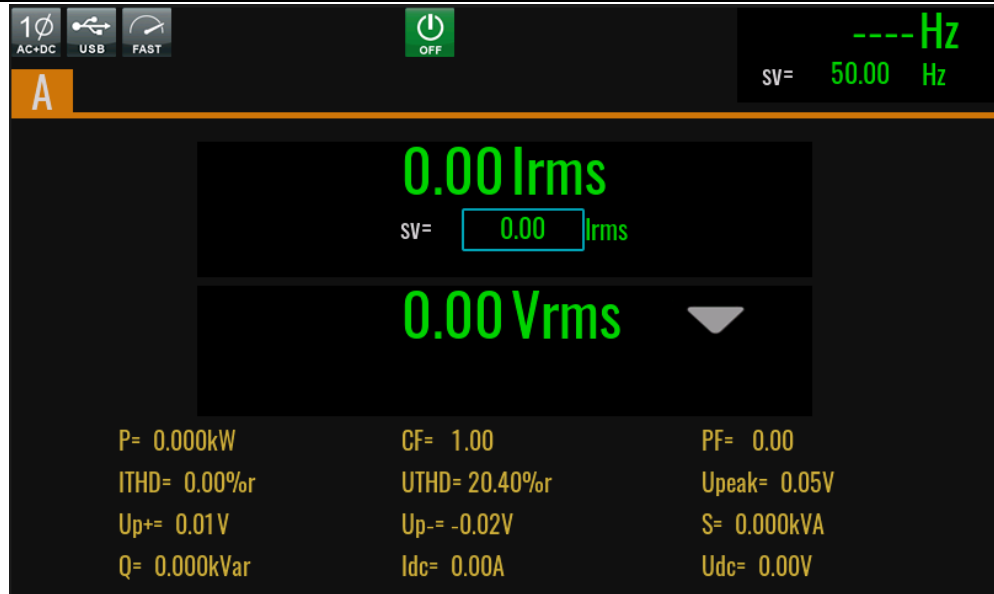 1Ø
AC+DC
USB
FAST
OFF
---- Hz
SV= 50.00 Hz
A
0.00 Irms
SV= 0.00 Irms
0.00 Vrms
P= 0.000kW CF= 1.00 PF= 0.00
ITHD= 0.00%r UTHD= 20.40%r Upeak= 0.05V
Up+= 0.01V Up-= -0.02V S= 0.000kVA
Q= 0.000kVar Idc= 0.00A Udc= 0.00V